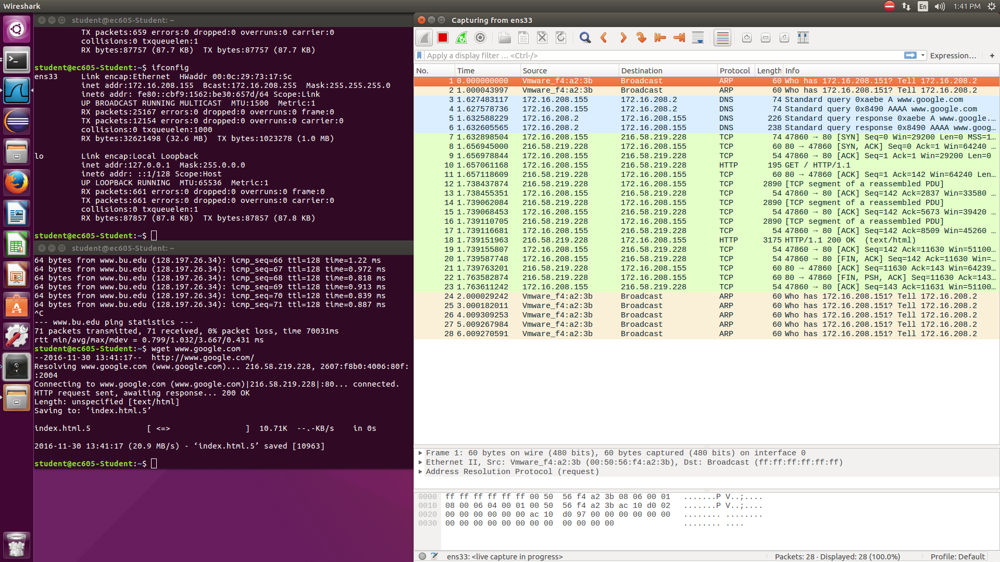 Wireshark
En
1:41 PM
student@ec605-Student: ~
TX packets:659 errors:0 dropped:0 overruns:0 carrier:0
collisions:0 txqueuelen:1
RX bytes:87757 (87.7 KB)  TX bytes:87757 (87.7 KB)
student@ec605-Student:~$ ifconfig
ens33     Link encap:Ethernet  HWaddr 00:0c:29:73:17:5c
inet addr:172.16.208.155  Bcast:172.16.208.255  Mask:255.255.255.0
inet6 addr: fe80::cbf9:1562:be30:657d/64 Scope:Link
UP BROADCAST RUNNING MULTICAST  MTU:1500  Metric:1
RX packets:25167 errors:0 dropped:0 overruns:0 frame:0
TX packets:12154 errors:0 dropped:0 overruns:0 carrier:0
collisions:0 txqueuelen:1000
RX bytes:32621498 (32.6 MB)  TX bytes:1023278 (1.0 MB)
lo        Link encap:Local Loopback
inet addr:127.0.0.1  Mask:255.0.0.0
inet6 addr: ::1/128 Scope:Host
UP LOOPBACK RUNNING  MTU:65536  Metric:1
RX packets:661 errors:0 dropped:0 overruns:0 frame:0
TX packets:661 errors:0 dropped:0 overruns:0 carrier:0
collisions:0 txqueuelen:1
RX bytes:87857 (87.8 KB)  TX bytes:87857 (87.8 KB)
student@ec605-Student:~$
student@ec605-Student: ~
64 bytes from www.bu.edu (128.197.26.34): icmp_seq=66 ttl=128 time=1.22 ms
64 bytes from www.bu.edu (128.197.26.34): icmp_seq=67 ttl=128 time=0.972 ms
64 bytes from www.bu.edu (128.197.26.34): icmp_seq=68 ttl=128 time=0.818 ms
64 bytes from www.bu.edu (128.197.26.34): icmp_seq=69 ttl=128 time=0.913 ms
64 bytes from www.bu.edu (128.197.26.34): icmp_seq=70 ttl=128 time=0.839 ms
64 bytes from www.bu.edu (128.197.26.34): icmp_seq=71 ttl=128 time=0.887 ms
^C
--- www.bu.edu ping statistics ---
71 packets transmitted, 71 received, 0% packet loss, time 70031ms
rtt min/avg/max/mdev = 0.799/1.032/3.667/0.431 ms
student@ec605-Student:~$ wget www.google.com
--2016-11-30 13:41:17--  http://www.google.com/
Resolving www.google.com (www.google.com)... 216.58.219.228, 2607:f8b0:4006:80f:
:2004
Connecting to www.google.com (www.google.com)|216.58.219.228|:80... connected.
HTTP request sent, awaiting response... 200 OK
Length: unspecified [text/html]
Saving to: ‘index.html.5’
index.html.5            [ <=>                ]  10.71K  --.-KB/s    in 0s
2016-11-30 13:41:17 (20.9 MB/s) - ‘index.html.5’ saved [10963]
student@ec605-Student:~$
Capturing from ens33
Apply a display filter … <Ctrl-/>
Expression…
+
No. Time Source Destination Protocol Length Info
1 0.000000000 Vmware_f4:a2:3b Broadcast ARP 60 Who has 172.16.208.151? Tell 172.16.208.2
2 1.000043997 Vmware_f4:a2:3b Broadcast ARP 60 Who has 172.16.208.151? Tell 172.16.208.2
3 1.627483117 172.16.208.155 172.16.208.2 DNS 74 Standard query 0xaebe A www.google.com
4 1.627578736 172.16.208.155 172.16.208.2 DNS 74 Standard query 0x8490 AAAA www.google.com
5 1.632588229 172.16.208.2 172.16.208.155 DNS 226 Standard query response 0xaebe A www.google.…
6 1.632605565 172.16.208.2 172.16.208.155 DNS 238 Standard query response 0x8490 AAAA www.goog…
7 1.632898504 172.16.208.155 216.58.219.228 TCP 74 47860 → 80 [SYN] Seq=0 Win=29200 Len=0 MSS=1…
8 1.656945000 216.58.219.228 172.16.208.155 TCP 60 80 → 47860 [SYN, ACK] Seq=0 Ack=1 Win=64240 …
9 1.656978844 172.16.208.155 216.58.219.228 TCP 54 47860 → 80 [ACK] Seq=1 Ack=1 Win=29200 Len=0
10 1.657061168 172.16.208.155 216.58.219.228 HTTP 195 GET / HTTP/1.1
11 1.657118609 216.58.219.228 172.16.208.155 TCP 60 80 → 47860 [ACK] Seq=1 Ack=142 Win=64240 Len…
12 1.738437874 216.58.219.228 172.16.208.155 TCP 2890 [TCP segment of a reassembled PDU]
13 1.738455351 172.16.208.155 216.58.219.228 TCP 54 47860 → 80 [ACK] Seq=142 Ack=2837 Win=33580 …
14 1.739062084 216.58.219.228 172.16.208.155 TCP 2890 [TCP segment of a reassembled PDU]
15 1.739068453 172.16.208.155 216.58.219.228 TCP 54 47860 → 80 [ACK] Seq=142 Ack=5673 Win=39420 …
16 1.739110705 216.58.219.228 172.16.208.155 TCP 2890 [TCP segment of a reassembled PDU]
17 1.739116681 172.16.208.155 216.58.219.228 TCP 54 47860 → 80 [ACK] Seq=142 Ack=8509 Win=45260 …
18 1.739151963 216.58.219.228 172.16.208.155 HTTP 3175 HTTP/1.1 200 OK  (text/html)
19 1.739155807 172.16.208.155 216.58.219.228 TCP 54 47860 → 80 [ACK] Seq=142 Ack=11630 Win=51100…
20 1.739587748 172.16.208.155 216.58.219.228 TCP 54 47860 → 80 [FIN, ACK] Seq=142 Ack=11630 Win=…
21 1.739763201 216.58.219.228 172.16.208.155 TCP 60 80 → 47860 [ACK] Seq=11630 Ack=143 Win=64239…
22 1.763582874 216.58.219.228 172.16.208.155 TCP 60 80 → 47860 [FIN, PSH, ACK] Seq=11630 Ack=143…
23 1.763611242 172.16.208.155 216.58.219.228 TCP 54 47860 → 80 [ACK] Seq=143 Ack=11631 Win=51100…
24 2.000029242 Vmware_f4:a2:3b Broadcast ARP 60 Who has 172.16.208.151? Tell 172.16.208.2
25 3.000182011 Vmware_f4:a2:3b Broadcast ARP 60 Who has 172.16.208.151? Tell 172.16.208.2
26 4.009309253 Vmware_f4:a2:3b Broadcast ARP 60 Who has 172.16.208.151? Tell 172.16.208.2
27 5.009267984 Vmware_f4:a2:3b Broadcast ARP 60 Who has 172.16.208.151? Tell 172.16.208.2
28 6.009270591 Vmware_f4:a2:3b Broadcast ARP 60 Who has 172.16.208.151? Tell 172.16.208.2
Frame 1: 60 bytes on wire (480 bits), 60 bytes captured (480 bits) on interface 0
Ethernet II, Src: Vmware_f4:a2:3b (00:50:56:f4:a2:3b), Dst: Broadcast (ff:ff:ff:ff:ff:ff)
Address Resolution Protocol (request)
0000  ff ff ff ff ff ff 00 50  56 f4 a2 3b 08 06 00 01   .......P V..;....
0010  08 00 06 04 00 01 00 50  56 f4 a2 3b ac 10 d0 02   .......P V..;....
0020  00 00 00 00 00 00 ac 10  d0 97 00 00 00 00 00 00   ........ ........
0030  00 00 00 00 00 00 00 00  00 00 00 00               ........ ....
ens33: <live capture in progress>
Packets: 28 · Displayed: 28 (100.0%)
Profile: Default